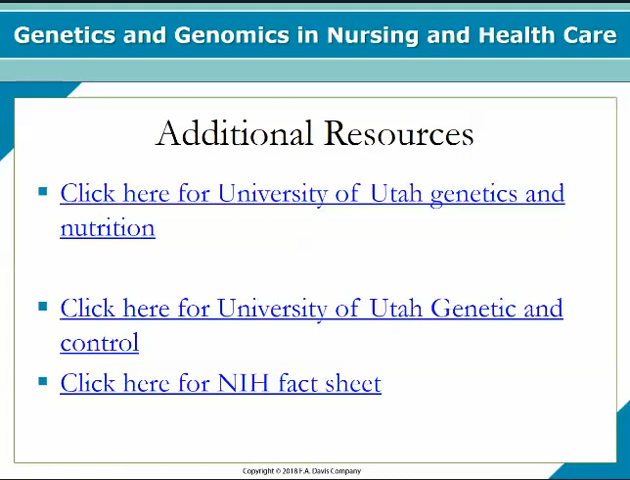 Genetics and Genomics in Nursing and Health Care
Additional Resources
Click here for University of Utah genetics and
nutrition
Click here for University of Utah Genetic and
control
Click here for NIH fact sheet
Copyright © 2018 F.A. Davis Company